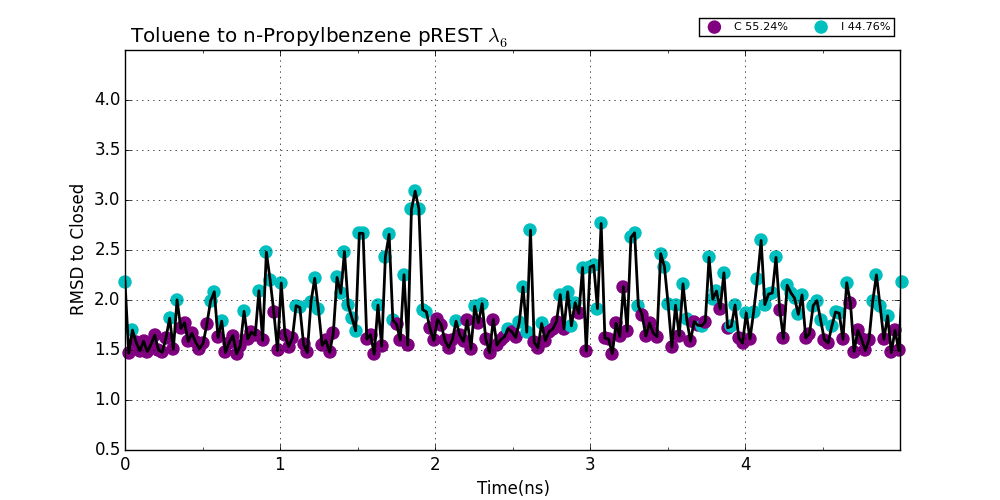 Toluene to n-Propylbenzene pREST λ6
C 55.24% I 44.76%
4.0
3.5
3.0
2.5
2.0
1.5
1.0
0.5
RMSD to Closed
0 1 2 3 4
Time(ns)